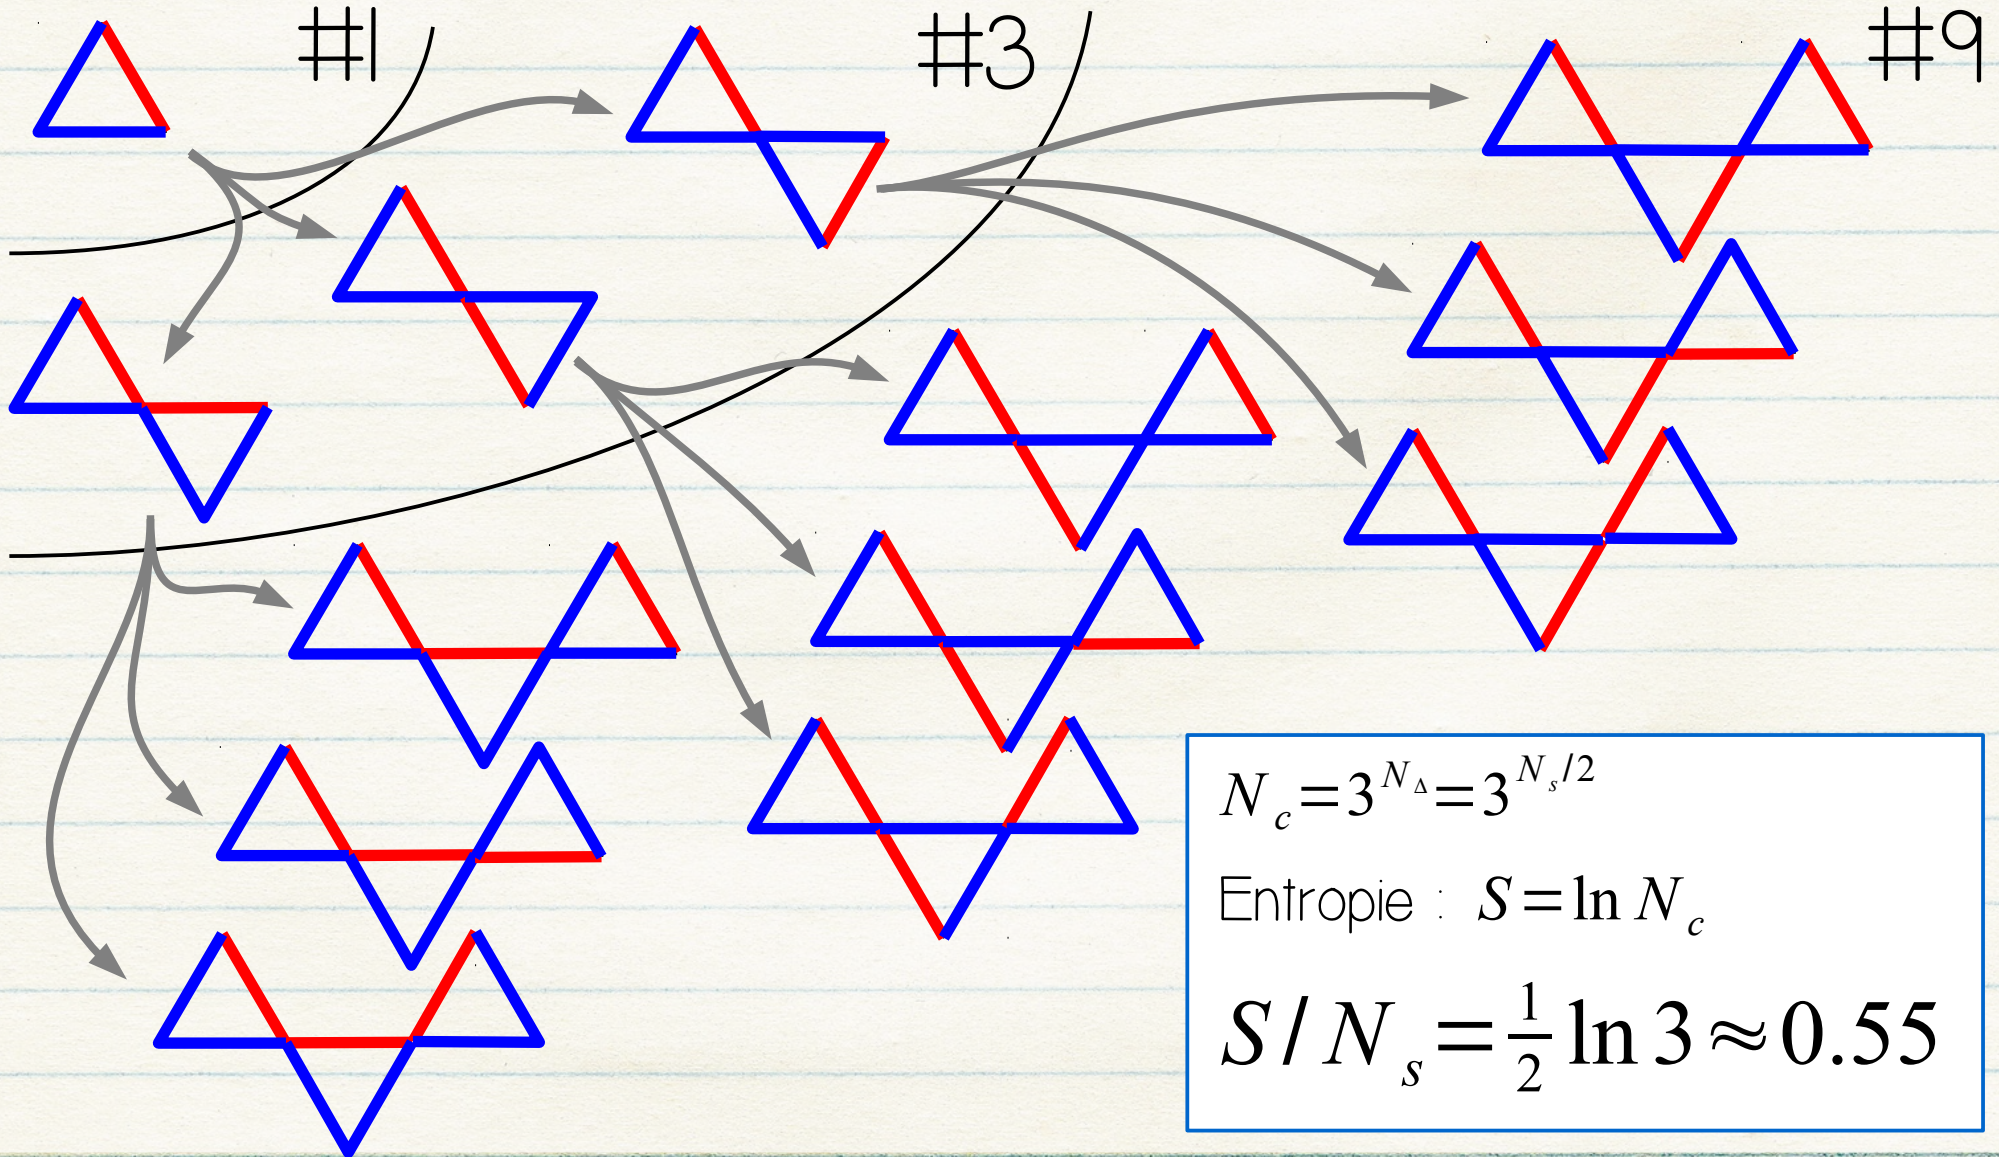 #1
#3
#9
N_c=3^{N_Δ}=3^{N_s/2}
Entropie : S=ln N_c
S/N_s=\frac{1}{2} ln 3≈0.55